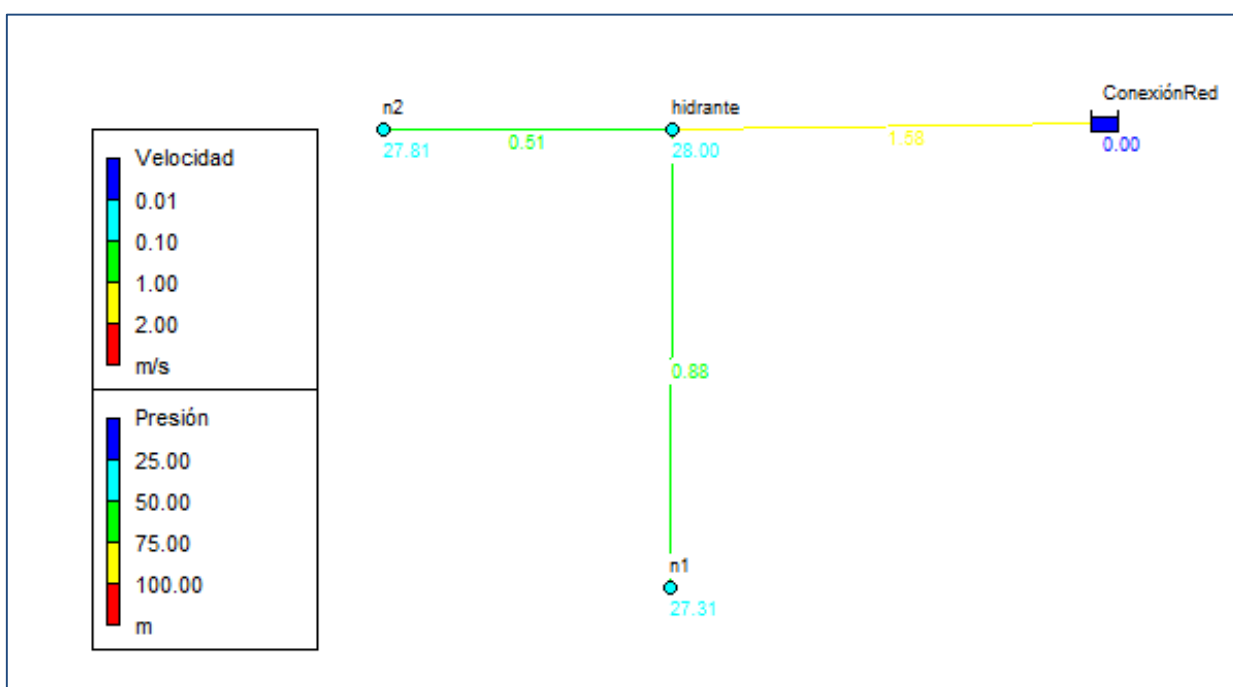 ConexiónRed
n2
hidrante
0.51
1.58
0.00
27.81
28.00
Velocidad
0.01
0.10
1.00
2.00
m/s
0.88
Presión
25.00
50.00
75.00
100.00
m
n1
27.31